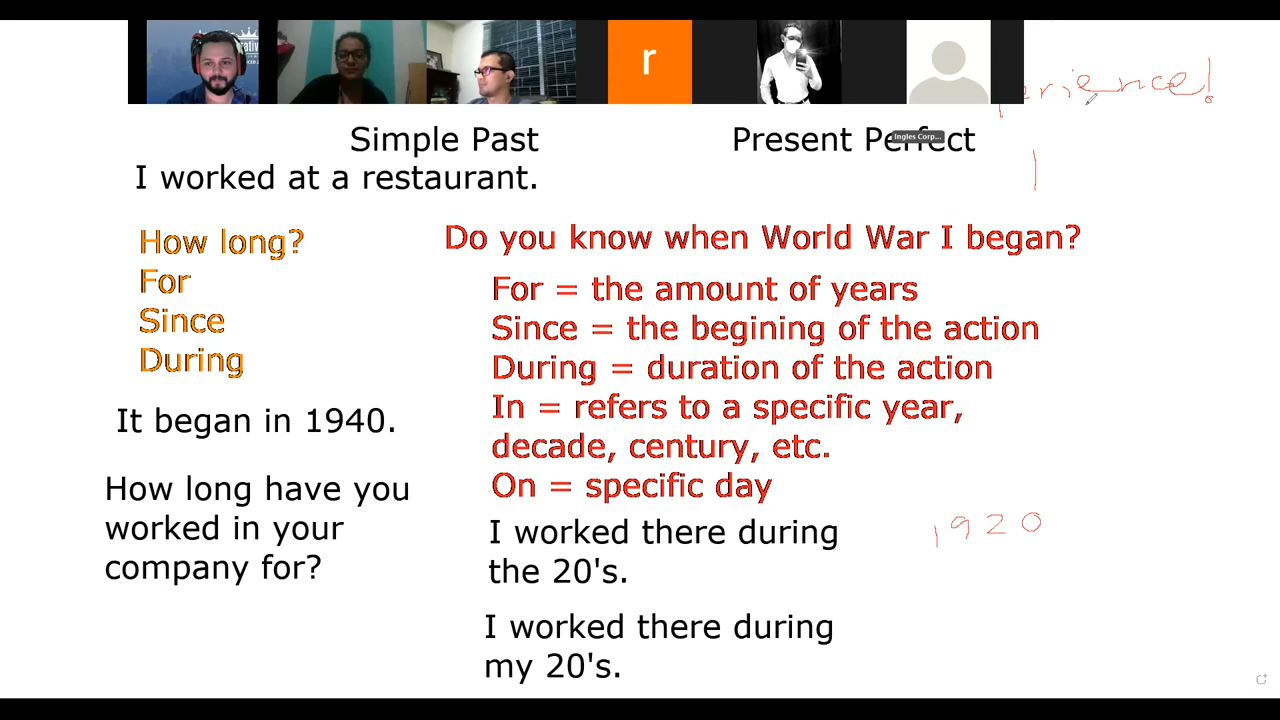 r
erience!
Ingles Corp...
Simple Past
Present Perfect
I worked at a restaurant.
How long?
For
Since
During
Do you know when World War I began?
For = the amount of years
Since = the begining of the action
During = duration of the action
In = refers to a specific year,
decade, century, etc.
On = specific day
It began in 1940.
How long have you
worked in your
company for?
I worked there during
the 20's.
1920
I worked there during
my 20's.